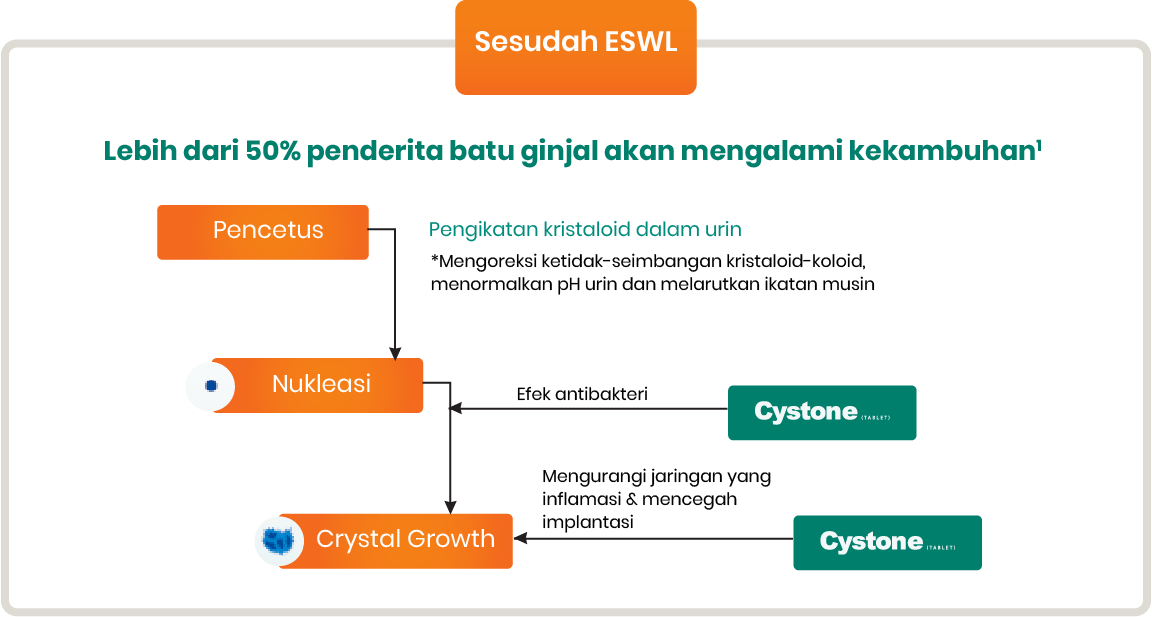 Sesudah ESWL
Lebih dari 50% penderita batu ginjal akan mengalami kekambuhan¹
Pencetus
Pengikatan kristaloid dalam urin
*Mengoreksi ketidak-seimbangan kristaloid-koloid,
menormalkan pH urin dan melarutkan ikatan musin
Nukleasi
Efek antibakteri
Cystone (TABLET)
Mengurangi jaringan yang
inflamasi & mencegah
implantasi
Crystal Growth
Cystone (TABLET)